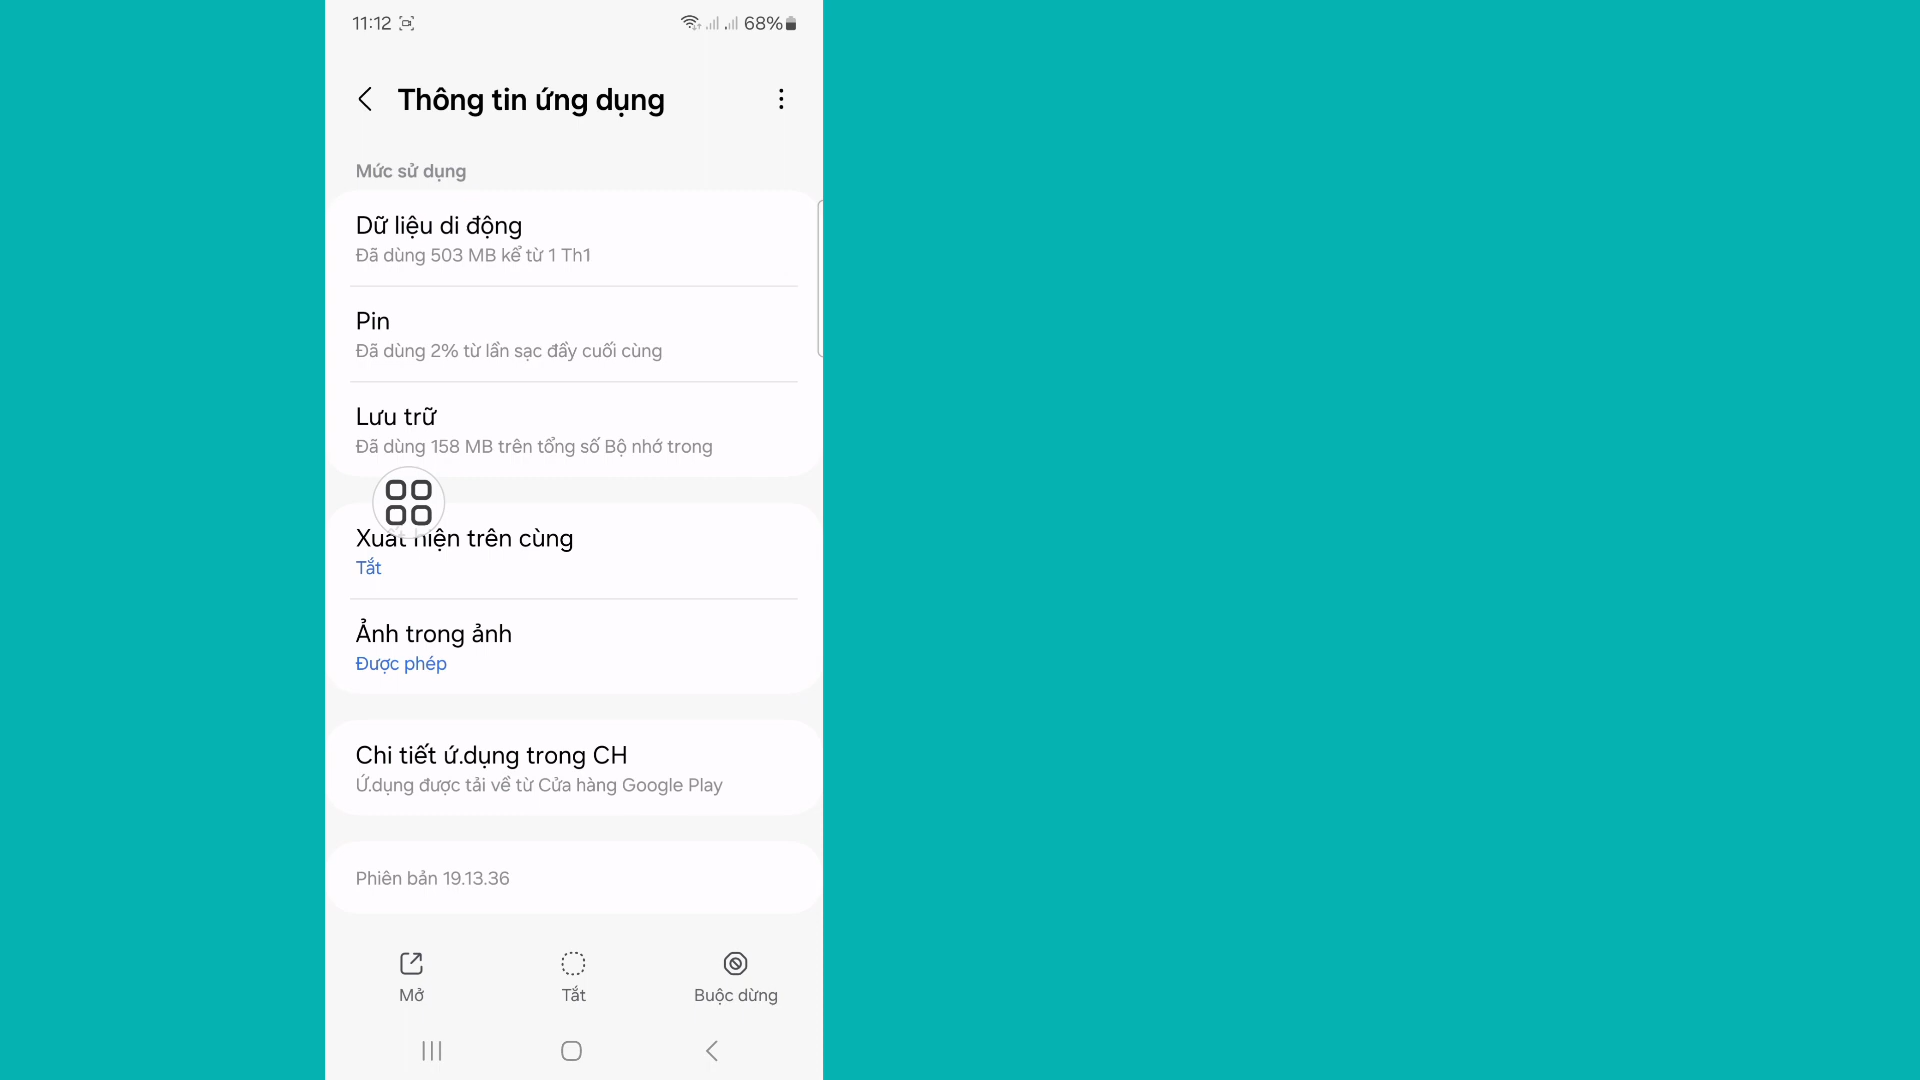 11:12
68%
Thông tin ứng dụng
Mức sử dụng
Dữ liệu di động
Đã dùng 503 MB kể từ 1 Th1
Pin
Đã dùng 2% từ lần sạc đầy cuối cùng
Lưu trữ
Đã dùng 158 MB trên tổng số Bộ nhớ trong
Xuất hiện trên cùng
Tắt
Ảnh trong ảnh
Được phép
Chi tiết ứ.dụng trong CH
Ứ.dụng được tải về từ Cửa hàng Google Play
Phiên bản 19.13.36
Mở
Tắt
Buộc dừng